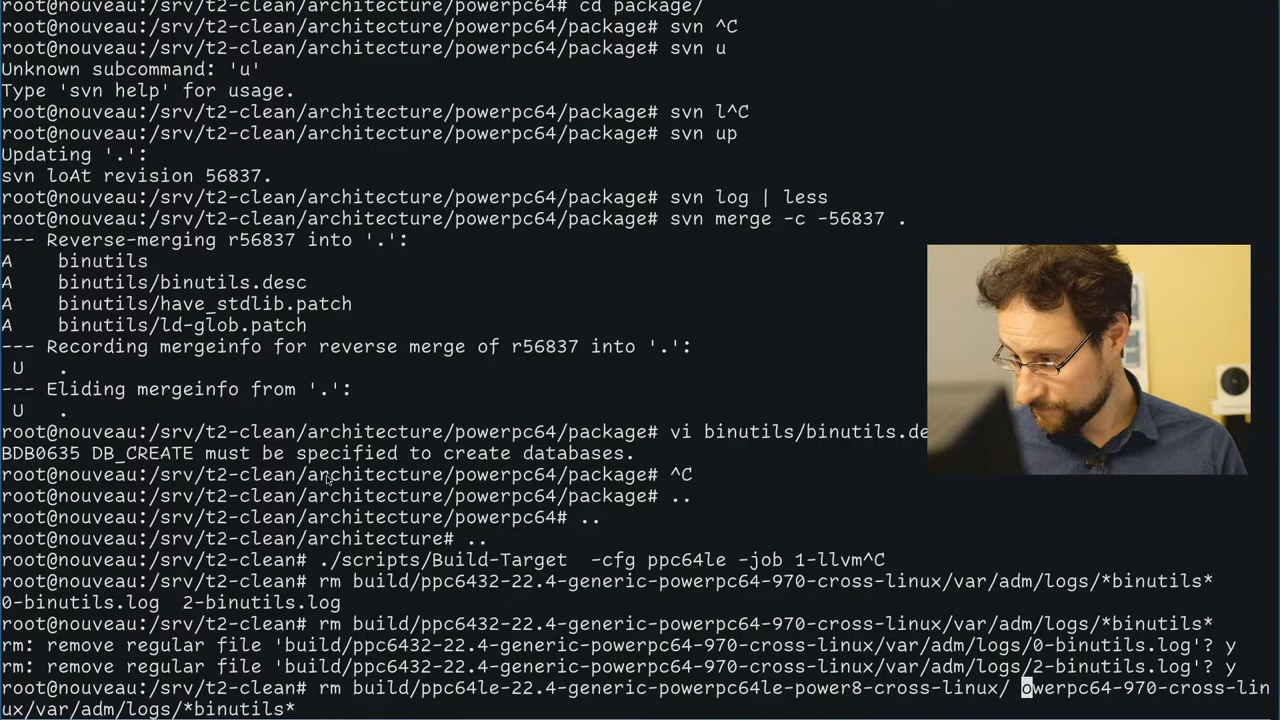 root@nouveau:/srv/t2-clean/architecture/powerpc64# cd package/
root@nouveau:/srv/t2-clean/architecture/powerpc64/package# svn ^C
root@nouveau:/srv/t2-clean/architecture/powerpc64/package# svn u
Unknown subcommand: 'u'
Type 'svn help' for usage.
root@nouveau:/srv/t2-clean/architecture/powerpc64/package# svn l^C
root@nouveau:/srv/t2-clean/architecture/powerpc64/package# svn up
Updating '.':
svn loAt revision 56837.
root@nouveau:/srv/t2-clean/architecture/powerpc64/package# svn log | less
root@nouveau:/srv/t2-clean/architecture/powerpc64/package# svn merge -c -56837 .
--- Reverse-merging r56837 into '.':
A    binutils
A    binutils/binutils.desc
A    binutils/have_stdlib.patch
A    binutils/ld-glob.patch
--- Recording mergeinfo for reverse merge of r56837 into '.':
 U   .
--- Eliding mergeinfo from '.':
 U   .
root@nouveau:/srv/t2-clean/architecture/powerpc64/package# vi binutils/binutils.de
BDB0635 DB_CREATE must be specified to create databases.
root@nouveau:/srv/t2-clean/architecture/powerpc64/package# ^C
root@nouveau:/srv/t2-clean/architecture/powerpc64/package# ..
root@nouveau:/srv/t2-clean/architecture/powerpc64# ..
root@nouveau:/srv/t2-clean/architecture# ..
root@nouveau:/srv/t2-clean# ./scripts/Build-Target  -cfg ppc64le -job 1-llvm^C
root@nouveau:/srv/t2-clean# rm build/ppc6432-22.4-generic-powerpc64-970-cross-linux/var/adm/logs/*binutils*
0-binutils.log  2-binutils.log
root@nouveau:/srv/t2-clean# rm build/ppc6432-22.4-generic-powerpc64-970-cross-linux/var/adm/logs/*binutils*
rm: remove regular file 'build/ppc6432-22.4-generic-powerpc64-970-cross-linux/var/adm/logs/0-binutils.log'? y
rm: remove regular file 'build/ppc6432-22.4-generic-powerpc64-970-cross-linux/var/adm/logs/2-binutils.log'? y
root@nouveau:/srv/t2-clean# rm build/ppc64le-22.4-generic-powerpc64le-power8-cross-linux/ owerpc64-970-cross-lin
ux/var/adm/logs/*binutils*